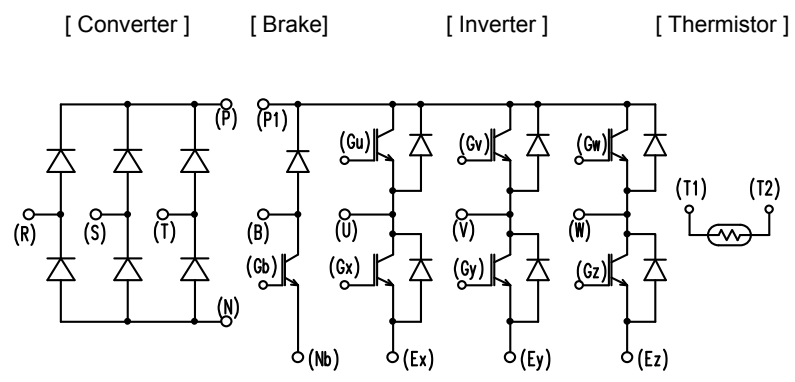 [ Converter ] [ Brake] [ Inverter ] [ Thermistor ]
(P) (P1)
(Gu) (Gv) (Gw)
(T1) (T2)
(R) (S) (T) (B) (U) (V) (W)
(Gb) (Gx) (Gy) (Gz)
(N)
(Nb) (Ex) (Ey) (Ez)